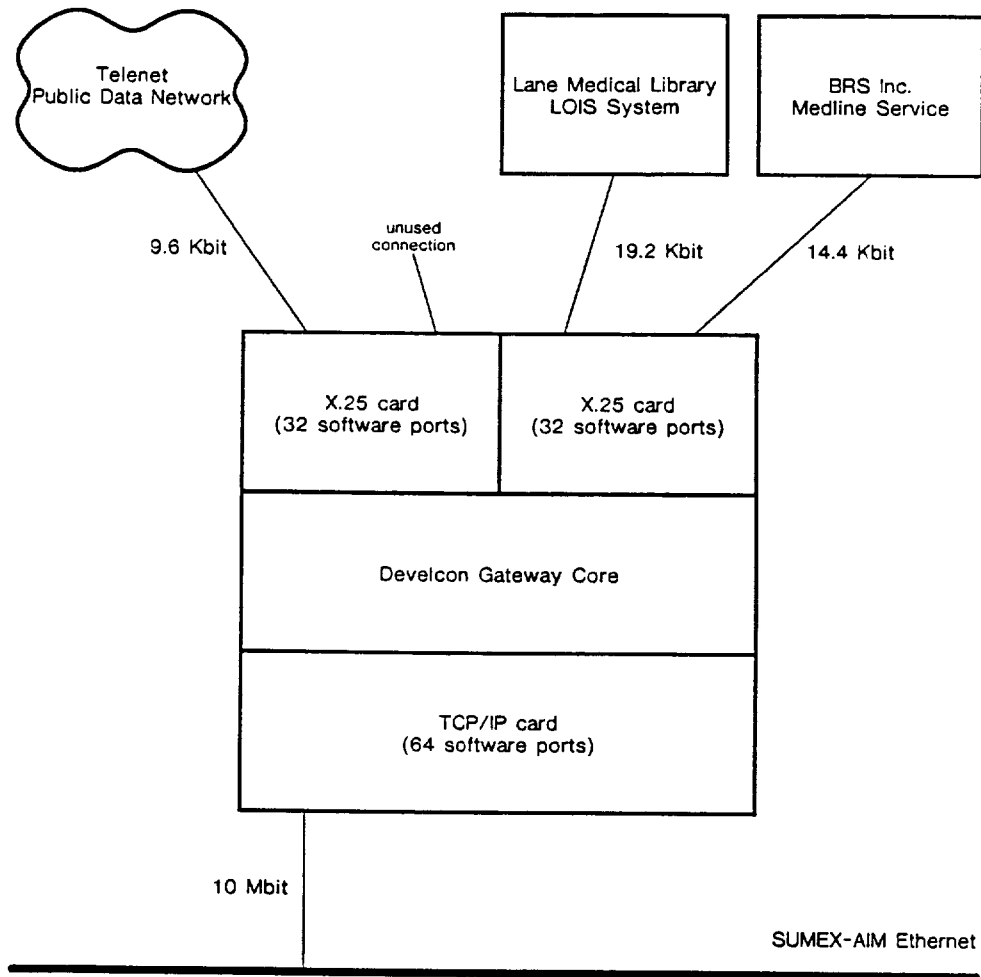 Telenet
Public Data Network
Lane Medical Library
LOIS System
BRS Inc.
Medline Service
unused
connection
9.6 Kbit
19.2 Kbit
14.4 Kbit
X.25 card
(32 software ports)
X.25 card
(32 software ports)
Develcon Gateway Core
TCP/IP card
(64 software ports)
10 Mbit
SUMEX-AIM Ethernet